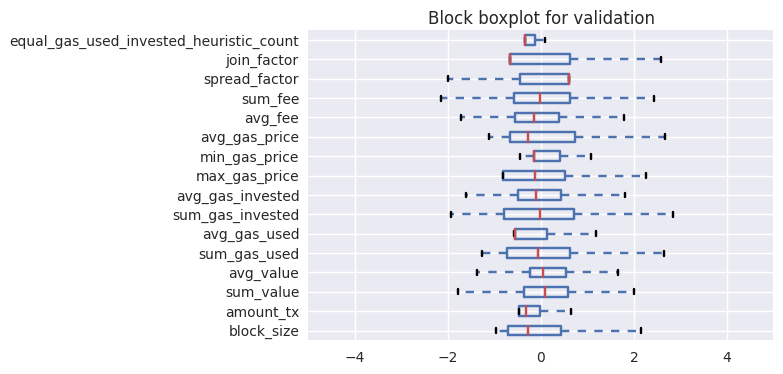 Block boxplot for validation
equal_gas_used_invested_heuristic_count
join_factor
spread_factor
sum_fee
avg_fee
avg_gas_price
min_gas_price
max_gas_price
avg_gas_invested
sum_gas_invested
avg_gas_used
sum_gas_used
avg_value
sum_value
amount_tx
block_size
−4 −2 0 2 4